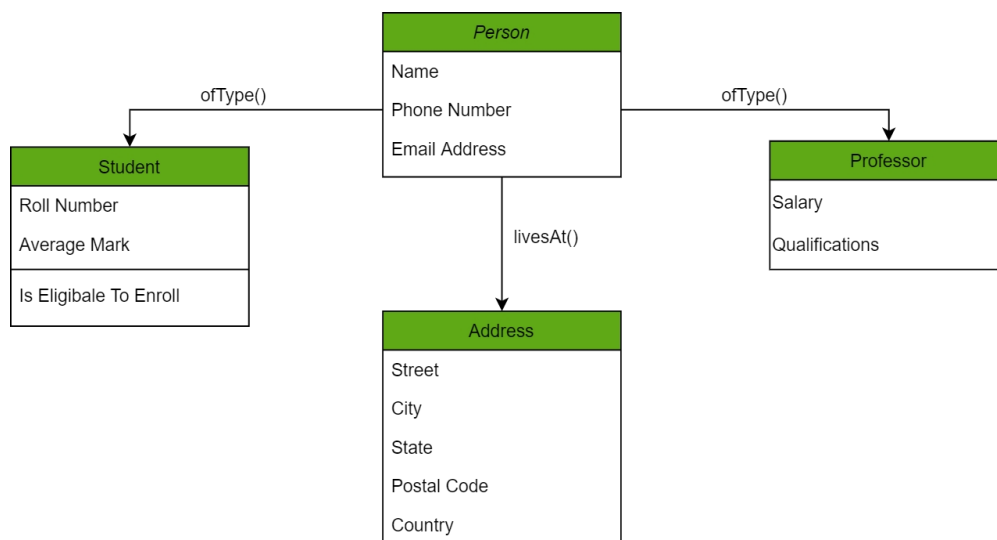 Person
Name
Phone Number
Email Address
ofType()
ofType()
Student
Roll Number
Average Mark
Is Eligibale To Enroll
Professor
Salary
Qualifications
livesAt()
Address
Street
City
State
Postal Code
Country